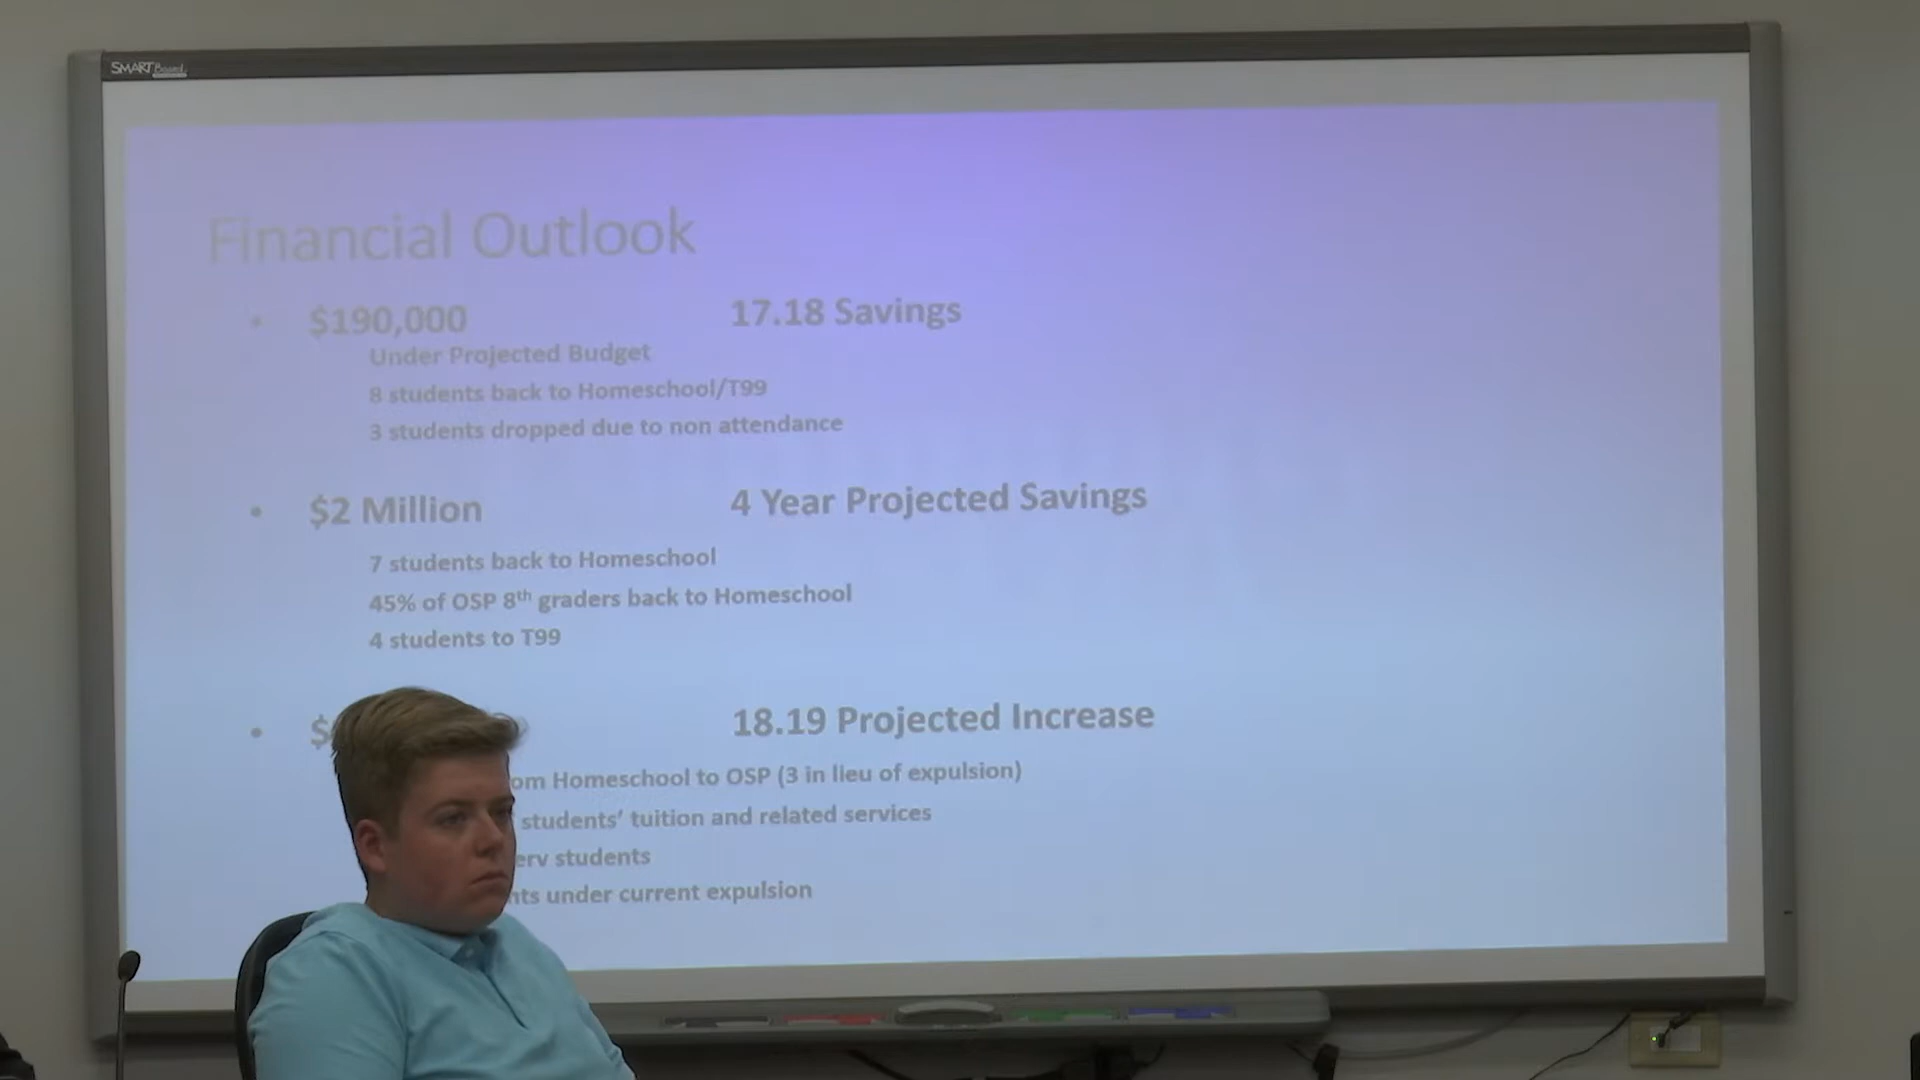 SMART Board
Financial Outlook
• $190,000 17.18 Savings
Under Projected Budget
8 students back to Homeschool/T99
3 students dropped due to non attendance
• $2 Million 4 Year Projected Savings
7 students back to Homeschool
45% of OSP 8th graders back to Homeschool
4 students to T99
• $ 18.19 Projected Increase
Homeschool to OSP (3 in lieu of expulsion)
students’ tuition and related services
students
under current expulsion